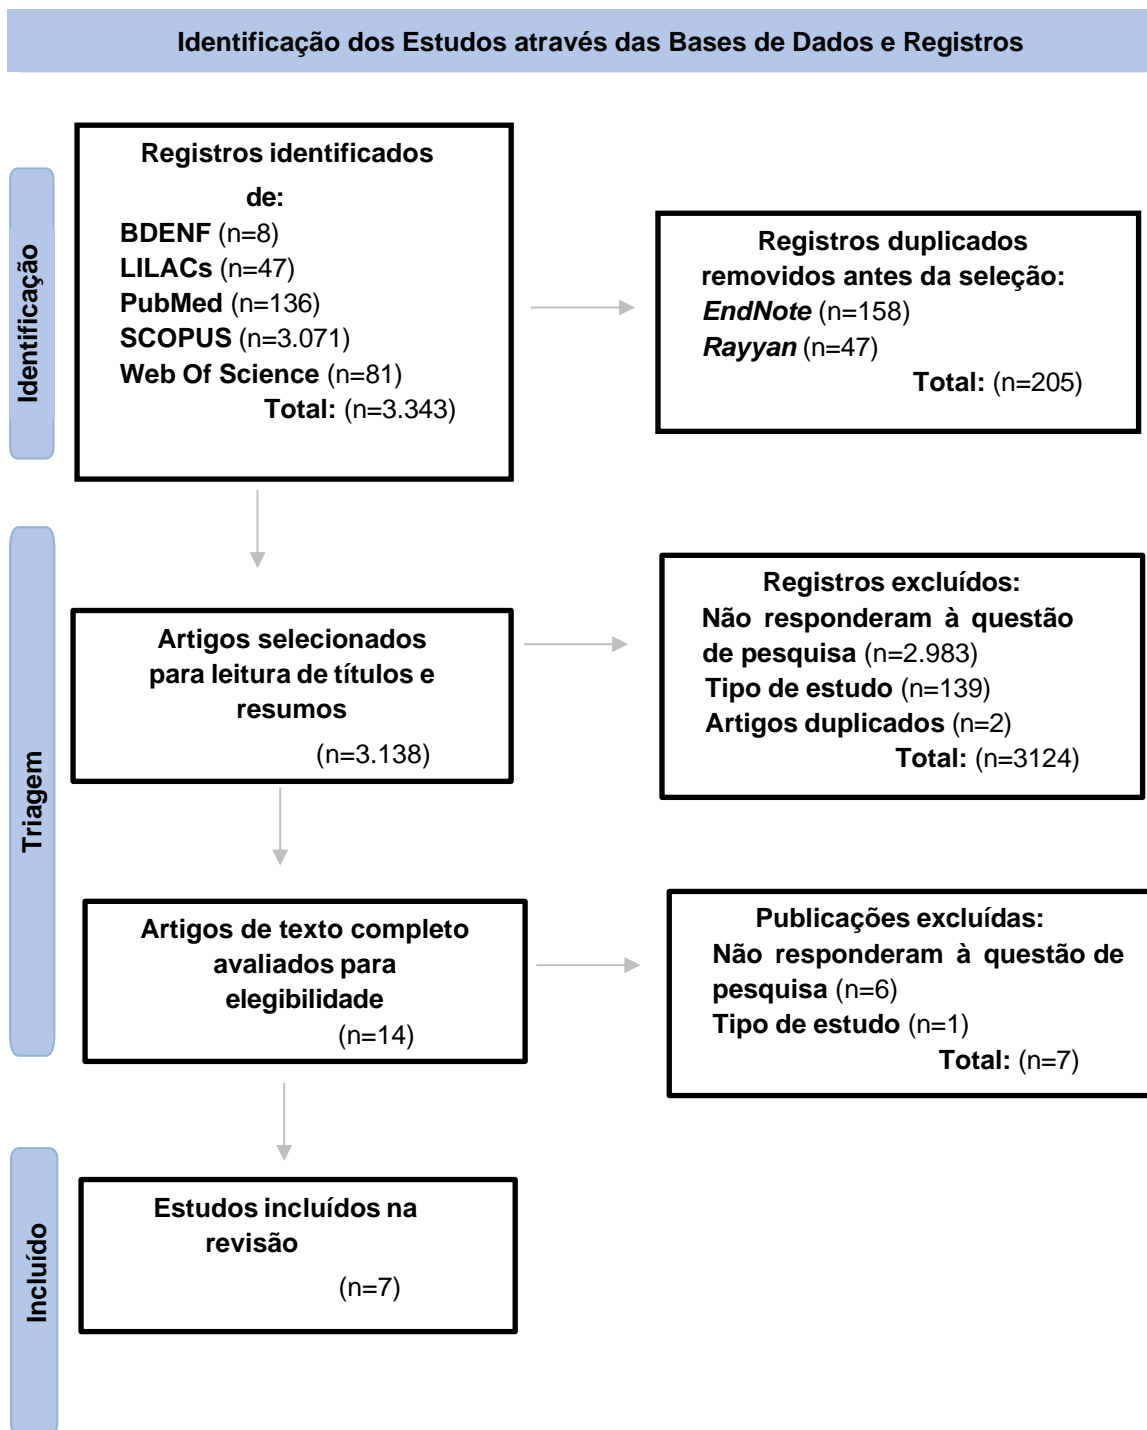 Identificação dos Estudos através das Bases de Dados e Registros
Identificação
Registros identificados
de:
BDENF (n=8)
LILACs (n=47)
PubMed (n=136)
SCOPUS (n=3.071)
Web Of Science (n=81)
Total: (n=3.343)
Registros duplicados
removidos antes da seleção:
EndNote (n=158)
Rayyan (n=47)
Total: (n=205)
Triagem
Artigos selecionados
para leitura de títulos e
resumos
(n=3.138)
Registros excluídos:
Não responderam à questão
de pesquisa (n=2.983)
Tipo de estudo (n=139)
Artigos duplicados (n=2)
Total: (n=3124)
Artigos de texto completo
avaliados para
elegibilidade
(n=14)
Publicações excluídas:
Não responderam à questão de
pesquisa (n=6)
Tipo de estudo (n=1)
Total: (n=7)
Incluído
Estudos incluídos na
revisão
(n=7)